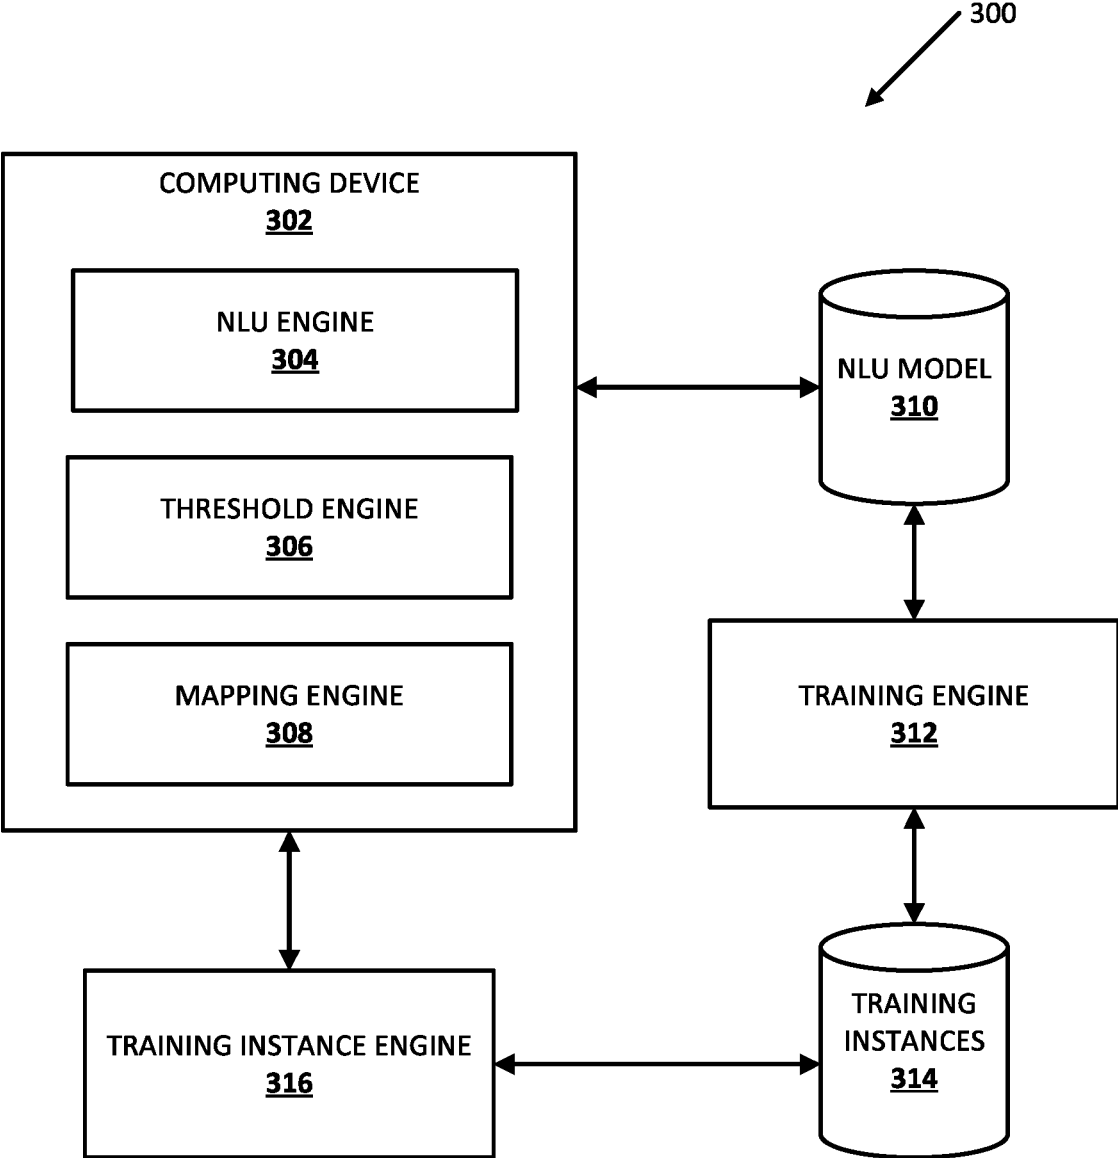 300
COMPUTING DEVICE
302
NLU ENGINE
304
THRESHOLD ENGINE
306
MAPPING ENGINE
308
NLU MODEL
310
TRAINING ENGINE
312
TRAINING
INSTANCES
314
TRAINING INSTANCE ENGINE
316